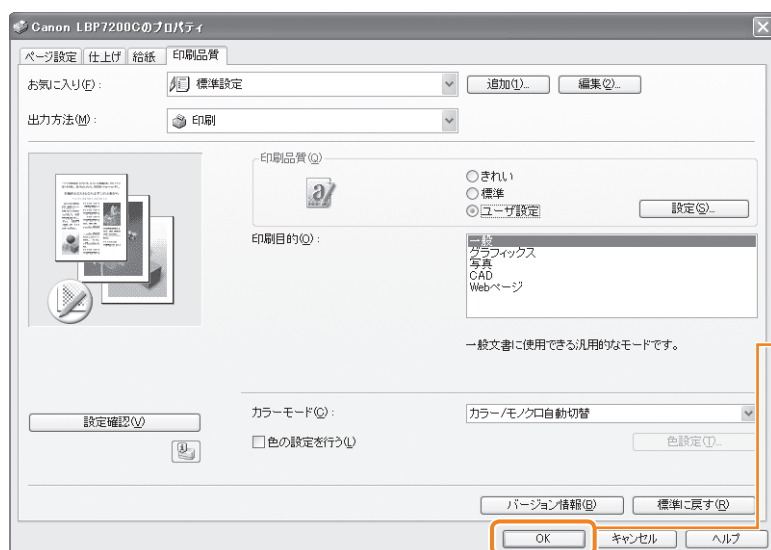 Canon LBP7200Cのプロパティ
ページ設定 仕上げ 給紙 印刷品質
お気に入り(F): 標準設定 追加(1)... 編集(2)...
出力方法(M): 印刷
印刷品質(Q)
きれい
標準
ユーザ設定 設定(S)...
印刷目的(O):
一般
グラフィックス
写真
CAD
Webページ
一般文書に使用できる汎用的なモードです。
設定確認(V)
カラーモード(C): カラー/モノクロ自動切替
色の設定を行う(L) 色設定(T)...
バージョン情報(B) 標準に戻す(R)
OK キャンセル ヘルプ